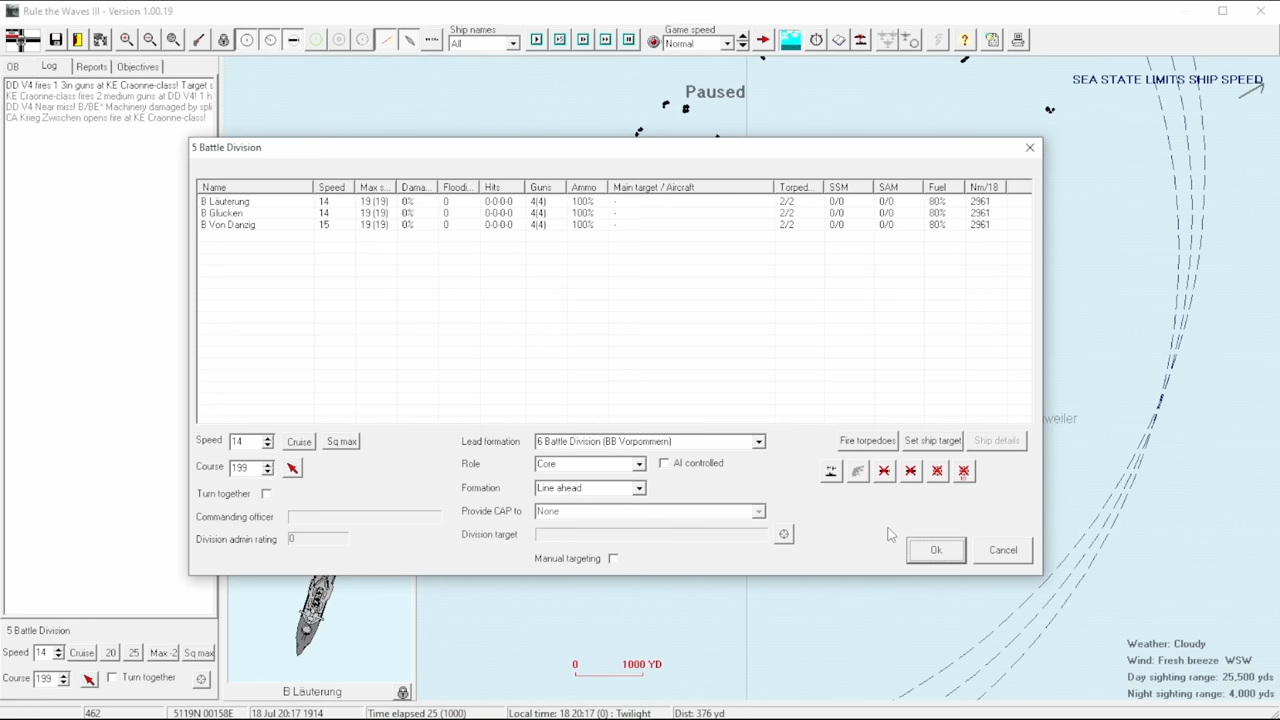 Rule the Waves III - Version 1.00.19
Ship names
All
Game speed
Normal
OB Log Reports Objectives
DD V4 fires 1 3in guns at KE Craonne-class! Target s
KE Craonne-class fires 2 medium guns at DD V4! 1 h
DD V4 Near miss! B/BE* Machinery damaged by spli
CA Krieg.Zwischen opens fire at KE Craonne-class!
Paused
SEA STATE LIMITS SHIP SPEED
5 Battle Division
Name Speed Max s... Dama... Floodi... Hits Guns Ammo Main target / Aircraft Torped... SSM SAM Fuel Nm/18
B Läuterung 14 19 (19) 0% 0 0-0-0-0 4(4) 100% - 2/2 0/0 0/0 80% 2961
B Glucken 14 19 (19) 0% 0 0-0-0-0 4(4) 100% - 2/2 0/0 0/0 80% 2961
B Von Danzig 15 19 (19) 0% 0 0-0-0-0 4(4) 100% - 2/2 0/0 0/0 80% 2961
weiler
Speed 14 Cruise Sq max
Course 199
Turn together
Commanding officer
Division admin rating 0
Lead formation 6 Battle Division (BB Vorpommern)
Role Core AI controlled
Formation Line ahead
Provide CAP to None
Division target
Manual targeting
Fire torpedoes Set ship target Ship details
Ok Cancel
5 Battle Division
Speed 14 Cruise 20 25 Max -2 Sq max
Course 199 Turn together
B Läuterung
0 1000 YD
Weather: Cloudy
Wind: Fresh breeze WSW
Day sighting range: 25,500 yds
Night sighting range: 4,000 yds
462 5119N 00158E 18 Jul 20:17 1914 Time elapsed 25 (1000) Local time: 18 20:17 (0) : Twilight Dist: 376 yd